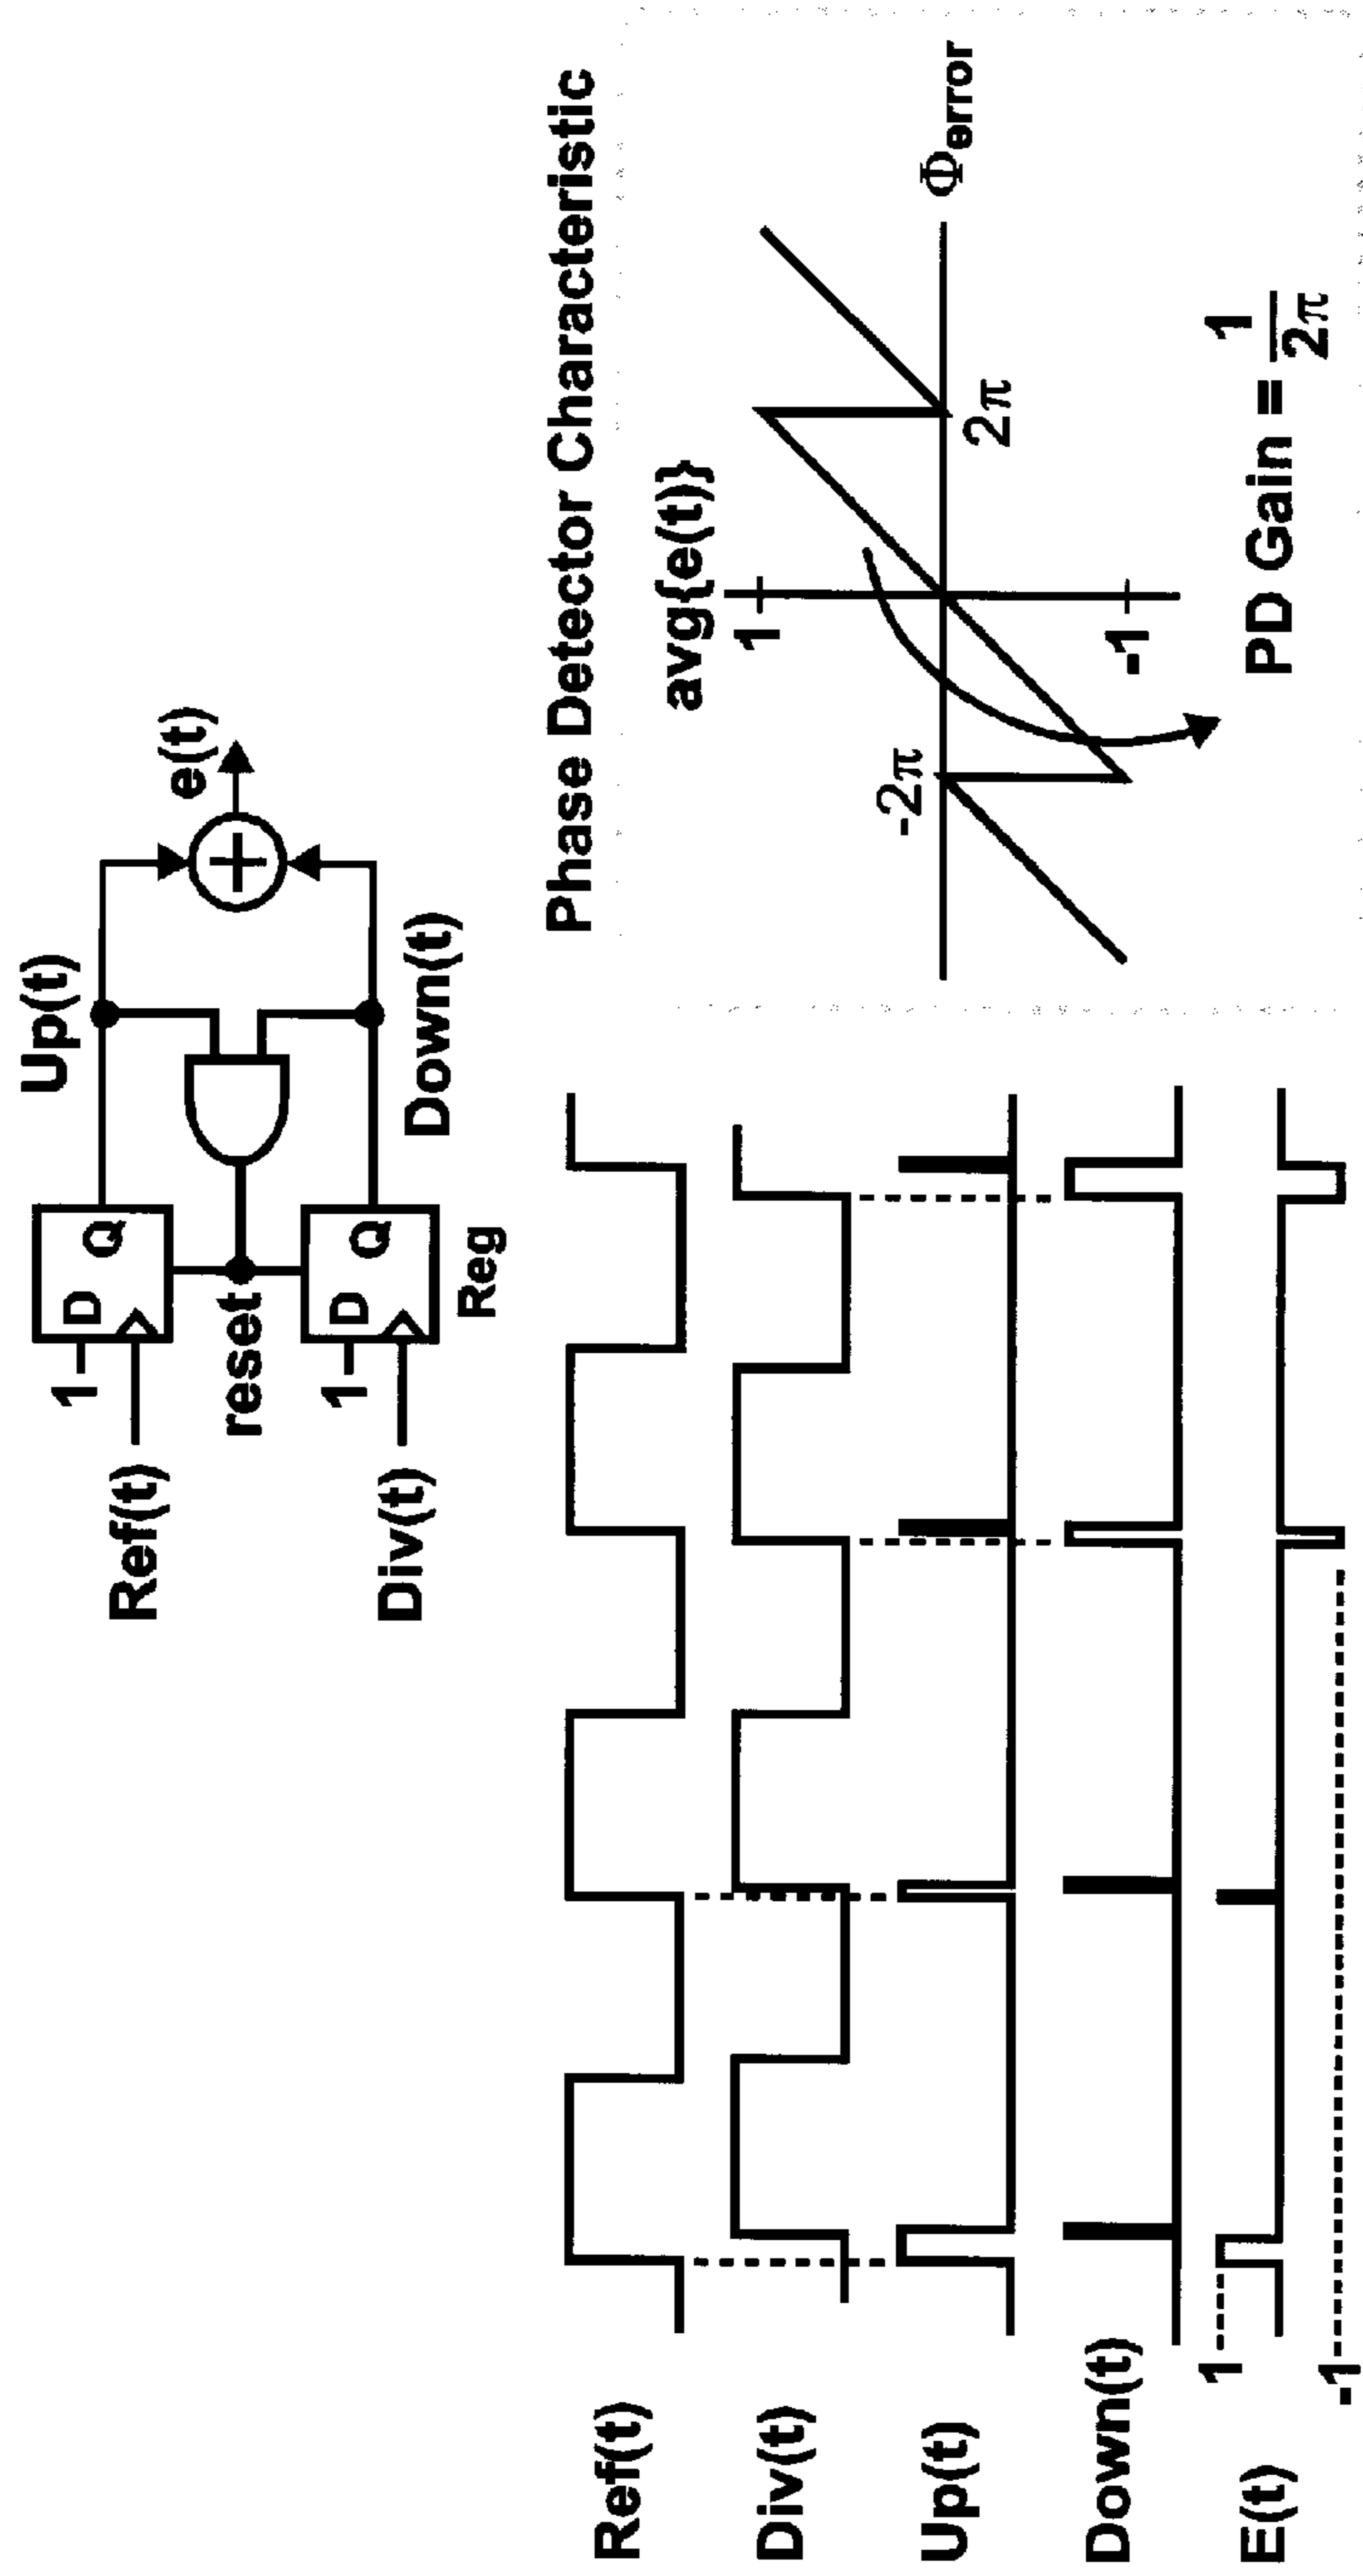 Up(t)
1
D
Q
Ref(t)
e(t)
reset
1
D
Q
Div(t)
Down(t)
Reg
Phase Detector Characteristic
avg{e(t)}
1
-2π
2π
Φerror
-1
PD Gain = 1/2π
Ref(t)
Div(t)
Up(t)
Down(t)
1
E(t)
-1